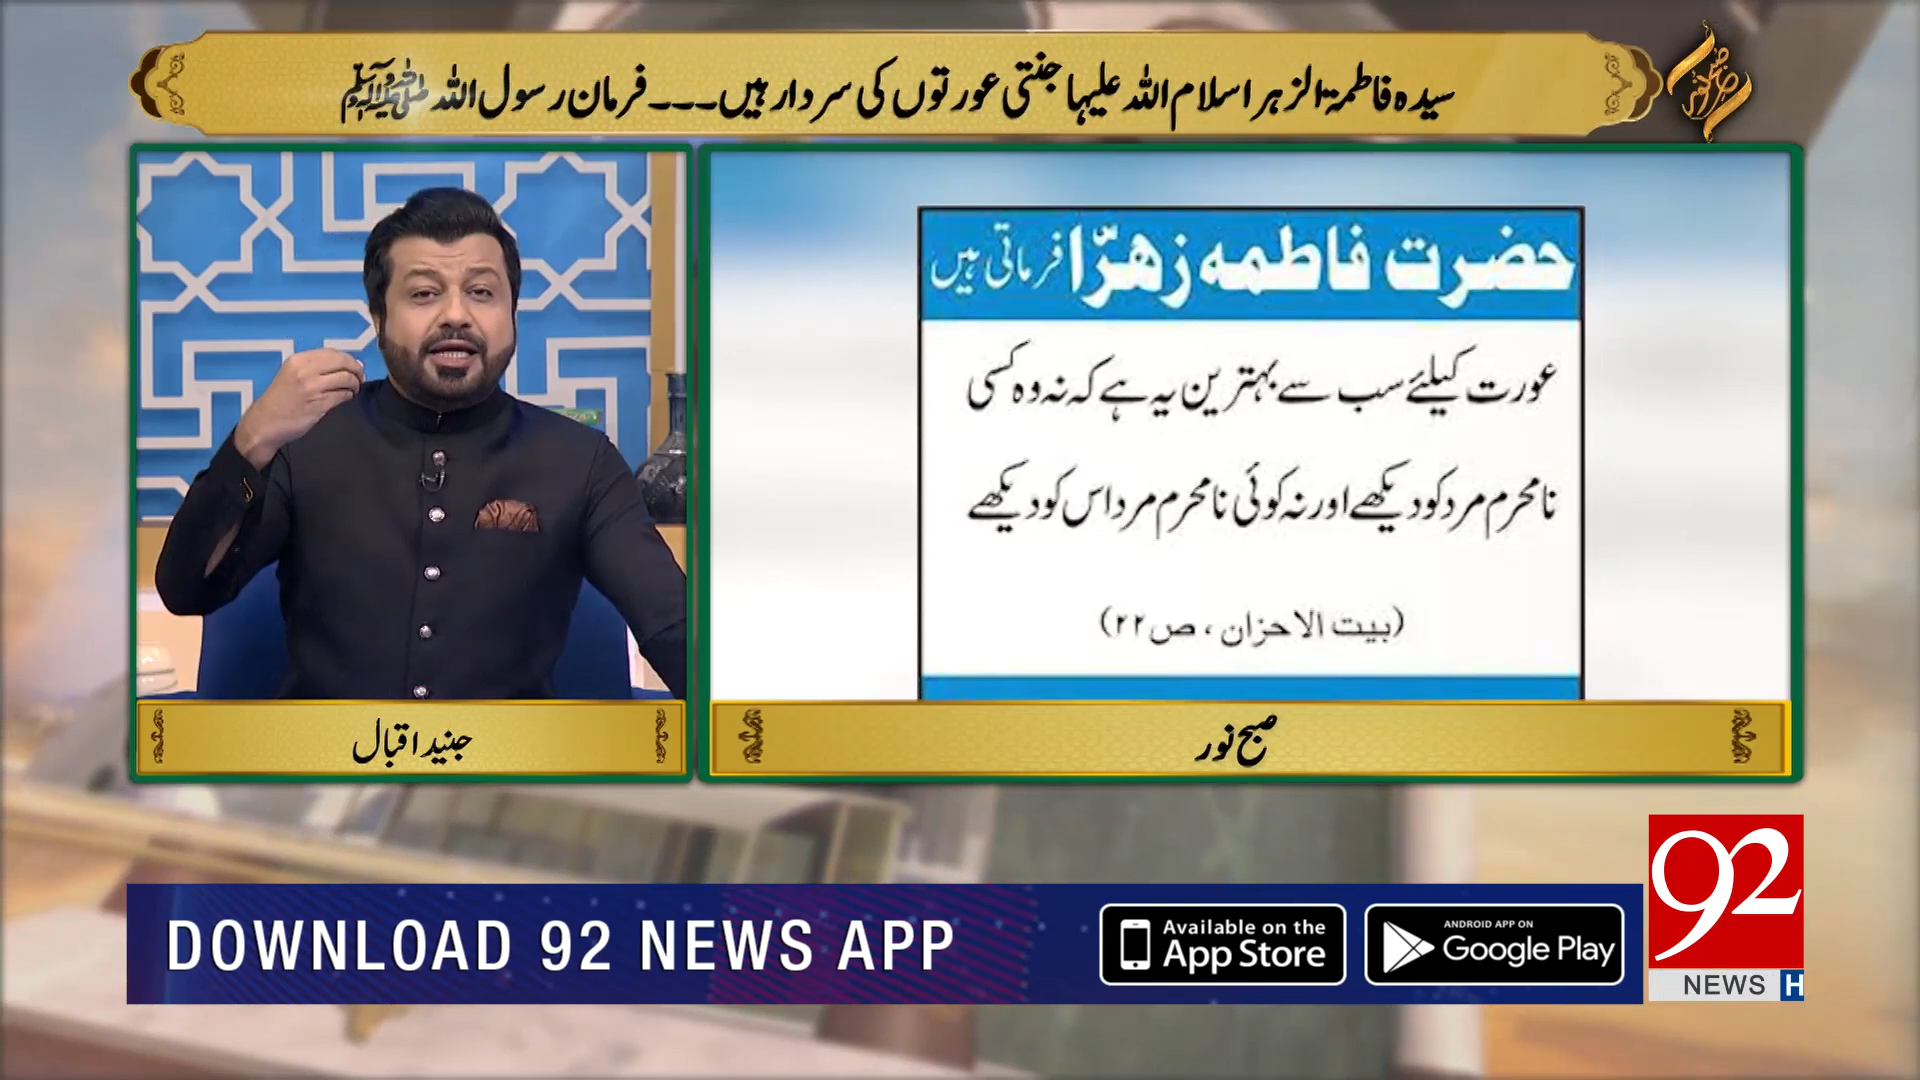 سیدہ فاطمۃ الزہرا سلام اللہ علیہا جنتی عورتوں کی سردار ہیں۔۔۔فرمان رسول اللہ ﷺ
حضرت فاطمه زهرّا فرماتی ہیں
عورت کیلئے سب سے بہترین یہ ہے کہ نہ وہ کسی
نامحرم مرد کو دیکھے اور نہ کوئی نامحرم مرد اس کو دیکھے
(بیت الاحزان، ص۲۲)
جنید اقبال
صبح نور
92
NEWS H
DOWNLOAD 92 NEWS APP
Available on the
App Store
ANDROID APP ON
Google Play